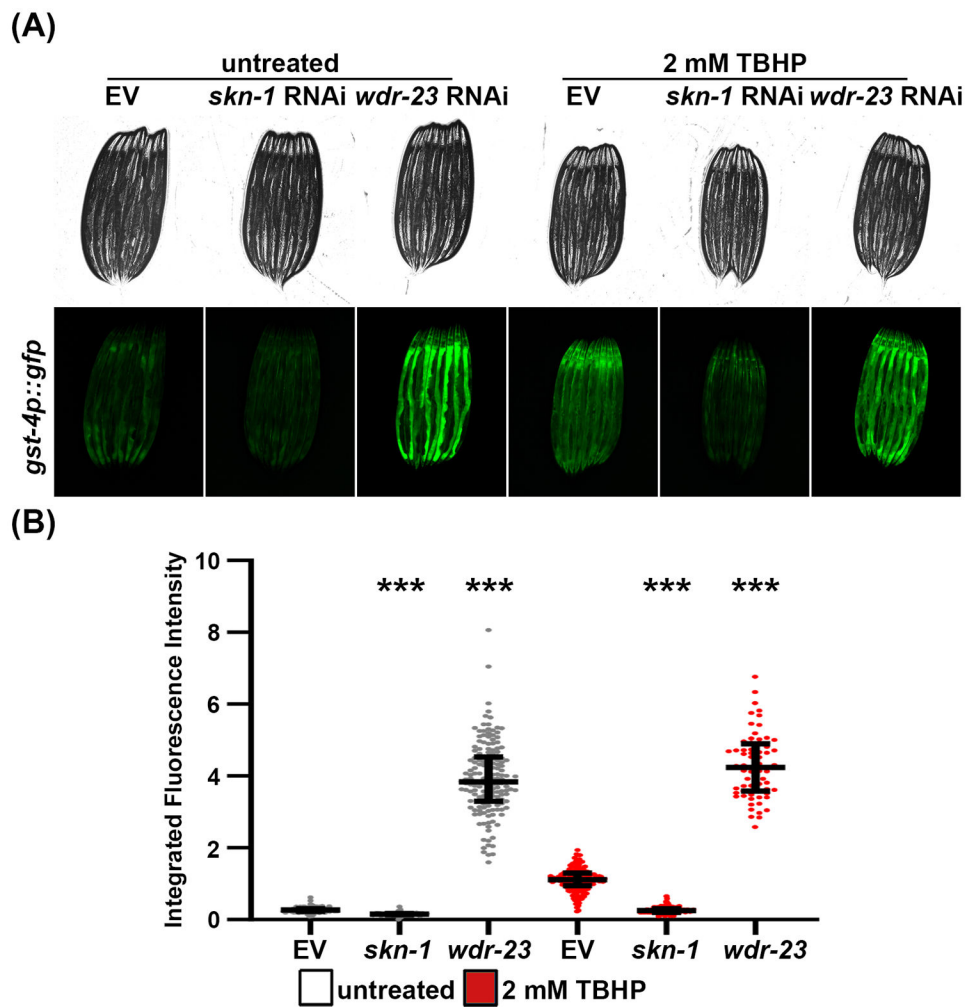 (A)
untreated 2 mM TBHP
EV skn-1 RNAi wdr-23 RNAi EV skn-1 RNAi wdr-23 RNAi
gst-4p::gfp
(B)
Integrated Fluorescence Intensity
10
8
6
4
2
0
*** *** *** ***
EV skn-1 wdr-23 EV skn-1 wdr-23
untreated 2 mM TBHP